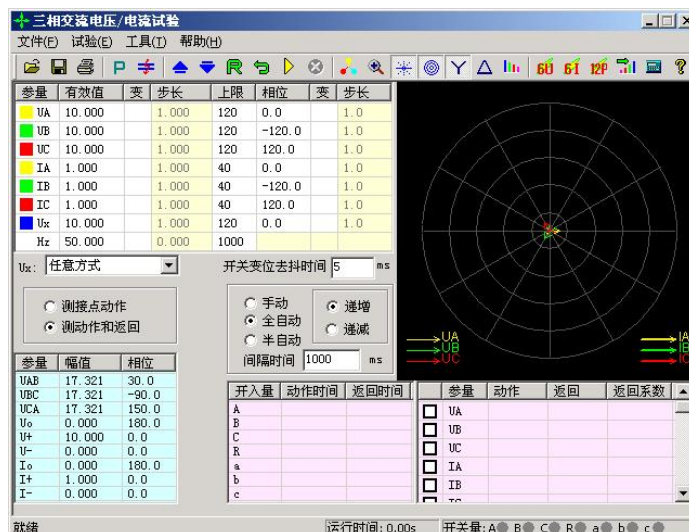 三相交流电压/电流试验
文件(F) 试验(E) 工具(T) 帮助(H)
P R 6U 6I 12P ?
参量 有效值 变 步长 上限 相位 变 步长
UA 10.000 1.000 120 0.0 1.0
UB 10.000 1.000 120 -120.0 1.0
UC 10.000 1.000 120 120.0 1.0
IA 1.000 1.000 40 0.0 1.0
IB 1.000 1.000 40 -120.0 1.0
IC 1.000 1.000 40 120.0 1.0
Ux 10.000 1.000 120 0.0 1.0
Hz 50.000 0.000 1000
Ux: 任意方式 开关变位去抖时间 5 ms
测接点动作
测动作和返回
手动
全自动
半自动
递增
递减
间隔时间 1000 ms
UA
UB
UC
IA
IB
IC
参量 幅值 相位
UAB 17.321 30.0
UBC 17.321 -90.0
UCA 17.321 150.0
Uo 0.000 180.0
U+ 10.000 0.0
U- 0.000 0.0
Io 0.000 180.0
I+ 1.000 0.0
I- 0.000 0.0
开入量 动作时间 返回时间
A
B
C
R
a
b
c
参量 动作 返回 返回系数
UA
UB
UC
IA
IB
IC
就绪 运行时间: 0.00s 开关量: A B C R a b c